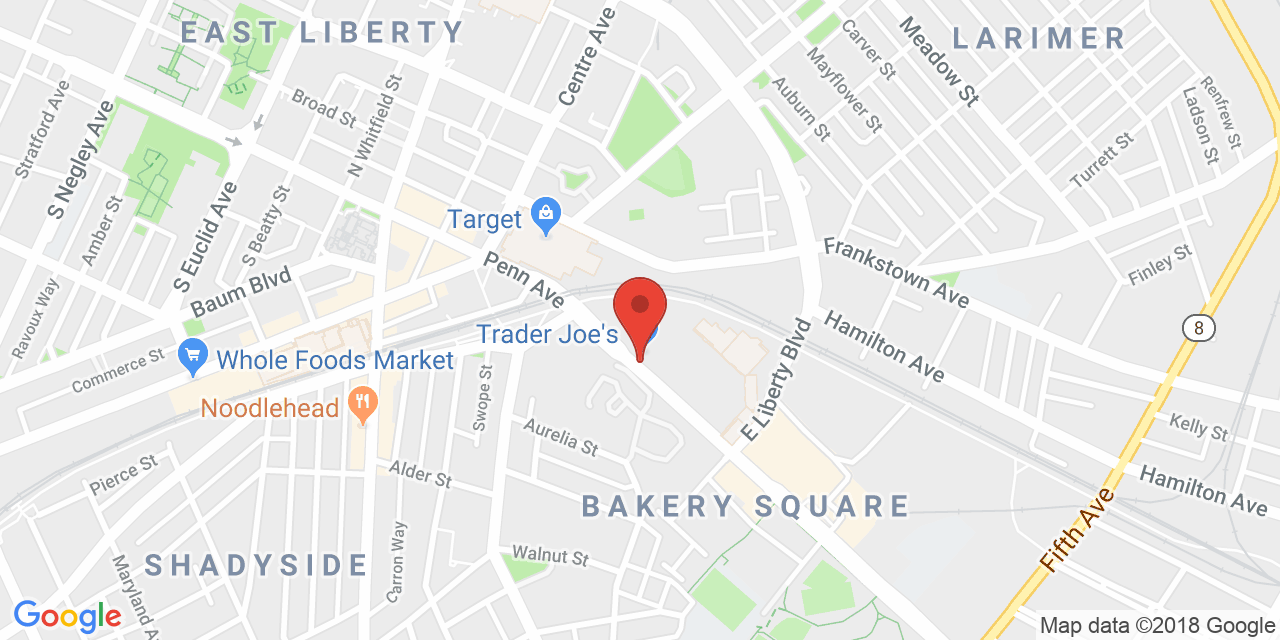 EAST LIBERTY
LARIMER
Centre Ave
Meadow St
Carver St
Mayflower St
Auburn St
Renfrew St
Ladson St
Turrett St
Stratford Ave
S Negley Ave
Broad St
N Whitfield St
Amber St
S Euclid Ave
S Beatty St
Target
Penn Ave
Baum Blvd
Frankstown Ave
Finley St
Ravoux Way
Trader Joe's
Hamilton Ave
8
Commerce St
Whole Foods Market
E Liberty Blvd
Noodlehead
Swope St
Aurelia St
Kelly St
Pierce St
Alder St
Hamilton Ave
BAKERY SQUARE
Fifth Ave
SHADYSIDE
Carron Way
Walnut St
Maryland A
Google
Map data ©2018 Google